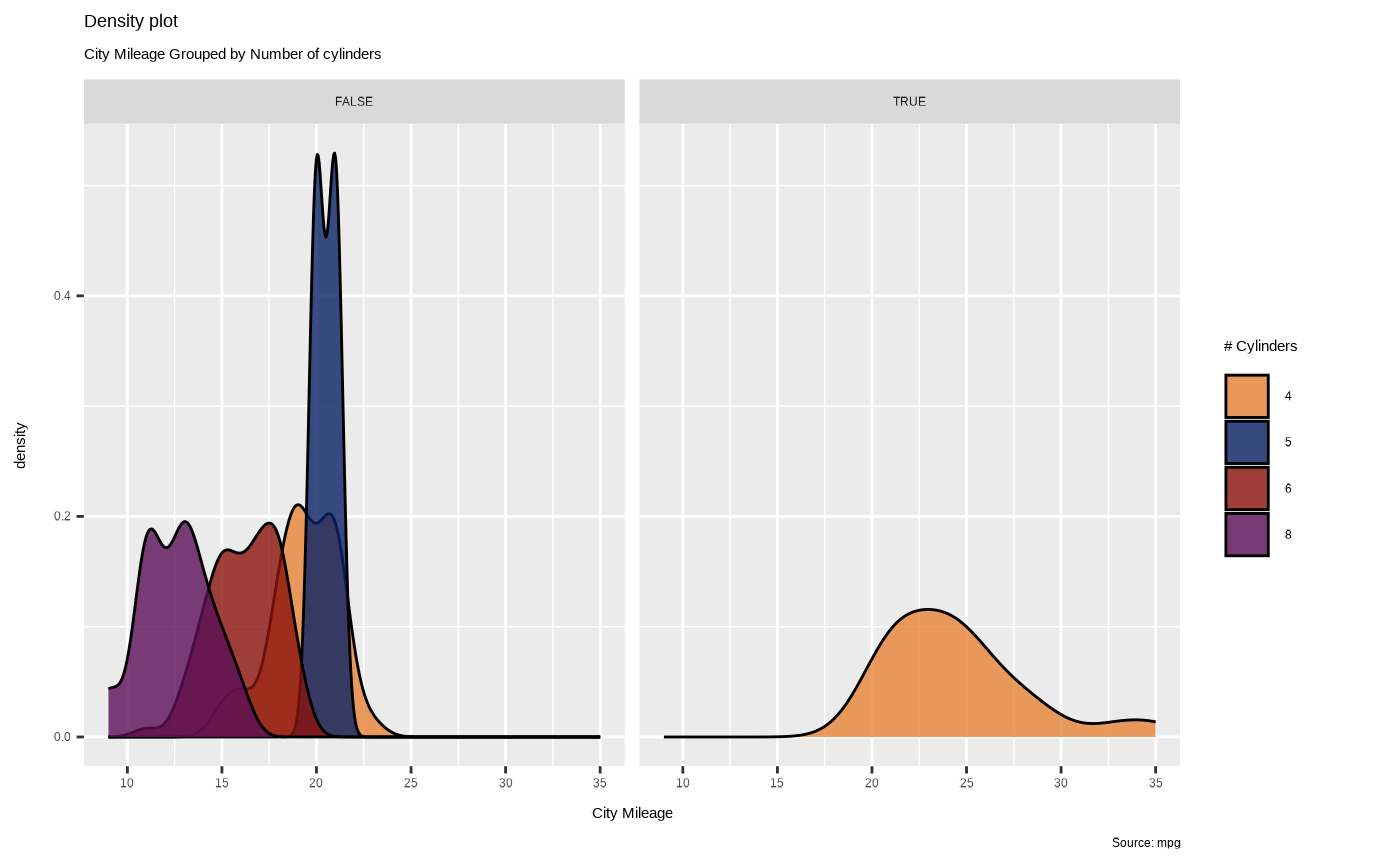 Density plot
City Mileage Grouped by Number of cylinders
FALSE
TRUE
density
0.4
0.2
0.0
10 15 20 25 30 35
10 15 20 25 30 35
City Mileage
# Cylinders
4
5
6
8
Source: mpg